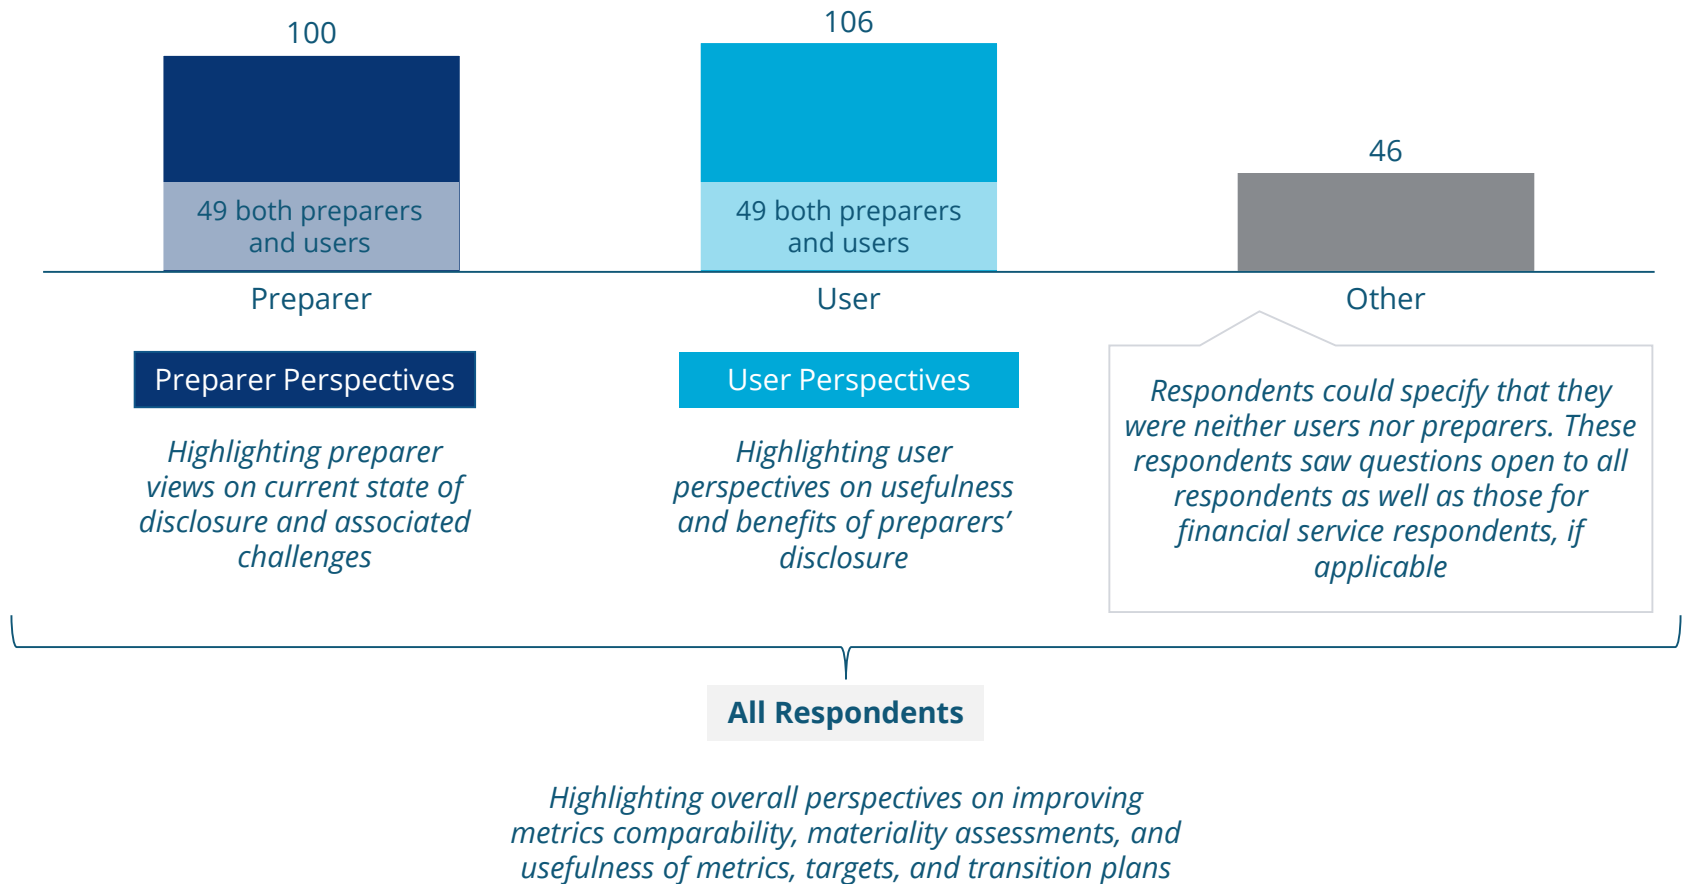 100
106
46
49 both preparers
and users
49 both preparers
and users
Preparer
User
Other
Preparer Perspectives
Highlighting preparer
views on current state of
disclosure and associated
challenges
User Perspectives
Highlighting user
perspectives on usefulness
and benefits of preparers’
disclosure
Respondents could specify that they
were neither users nor preparers. These
respondents saw questions open to all
respondents as well as those for
financial service respondents, if
applicable
All Respondents
Highlighting overall perspectives on improving
metrics comparability, materiality assessments, and
usefulness of metrics, targets, and transition plans